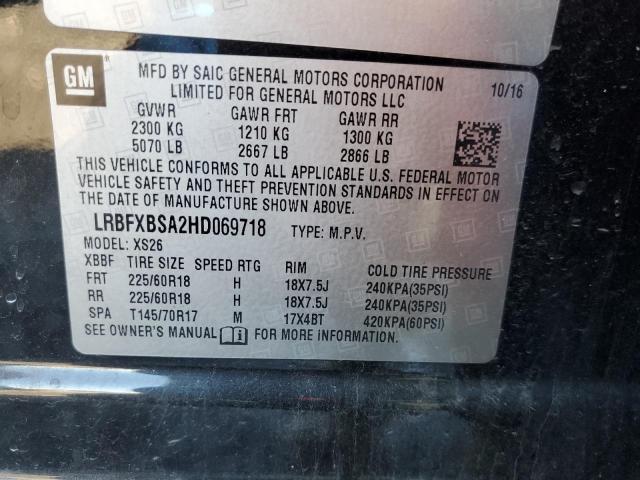 GM
MFD BY SAIC GENERAL MOTORS CORPORATION
LIMITED FOR GENERAL MOTORS LLC
10/16
GVWR GAWR FRT GAWR RR
2300 KG 1210 KG 1300 KG
5070 LB 2667 LB 2866 LB
THIS VEHICLE CONFORMS TO ALL APPLICABLE U.S. FEDERAL MOTOR
VEHICLE SAFETY AND THEFT PREVENTION STANDARDS IN EFFECT ON
THE DATE OF MANUFACTURE SHOWN ABOVE.
LRBFXBSA2HD069718 TYPE: M.P.V.
MODEL: XS26
XBBF TIRE SIZE SPEED RTG RIM COLD TIRE PRESSURE
FRT 225/60R18 H 18X7.5J 240KPA(35PSI)
RR 225/60R18 H 18X7.5J 240KPA(35PSI)
SPA T145/70R17 M 17X4BT 420KPA(60PSI)
SEE OWNER'S MANUAL FOR MORE INFORMATION.